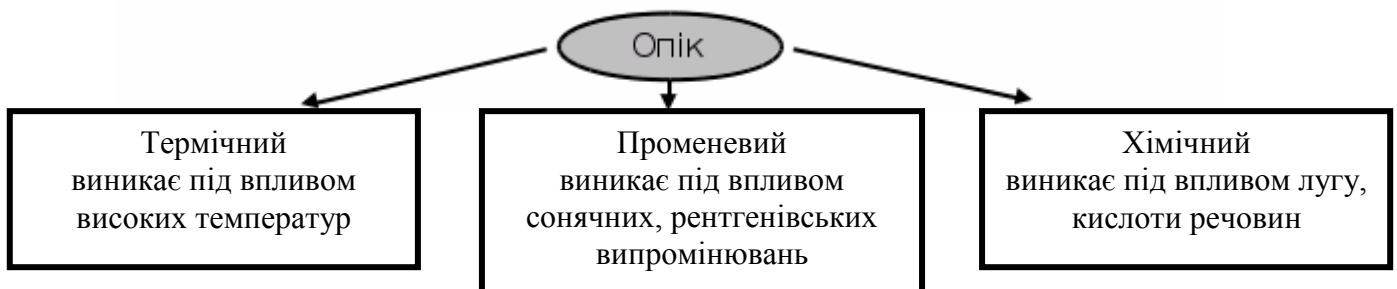 Опік
Термічний
виникає під впливом
високих температур
Променевий
виникає під впливом
сонячних, рентгенівських
випромінювань
Хімічний
виникає під впливом лугу,
кислоти речовин